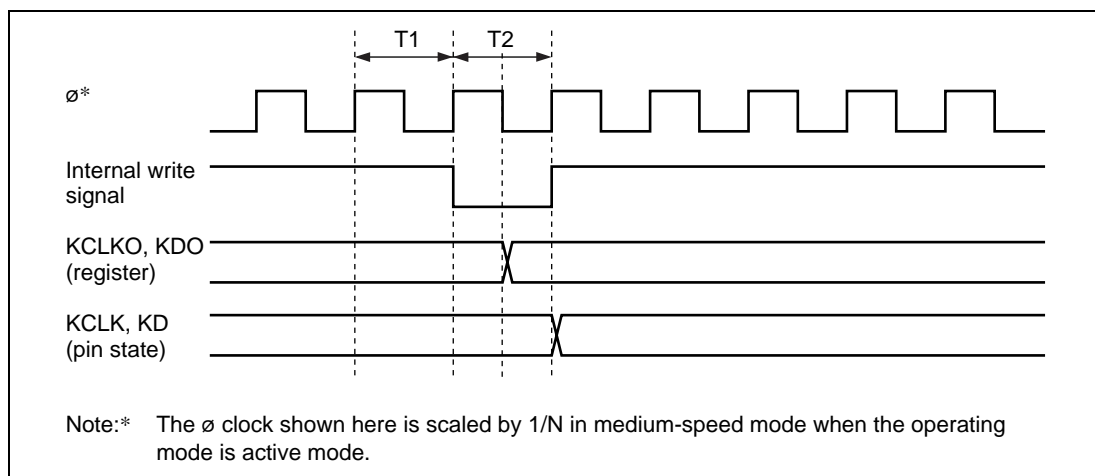 T1 T2
ø*
Internal write
signal
KCLKO, KDO
(register)
KCLK, KD
(pin state)
Note:* The ø clock shown here is scaled by 1/N in medium-speed mode when the operating
mode is active mode.